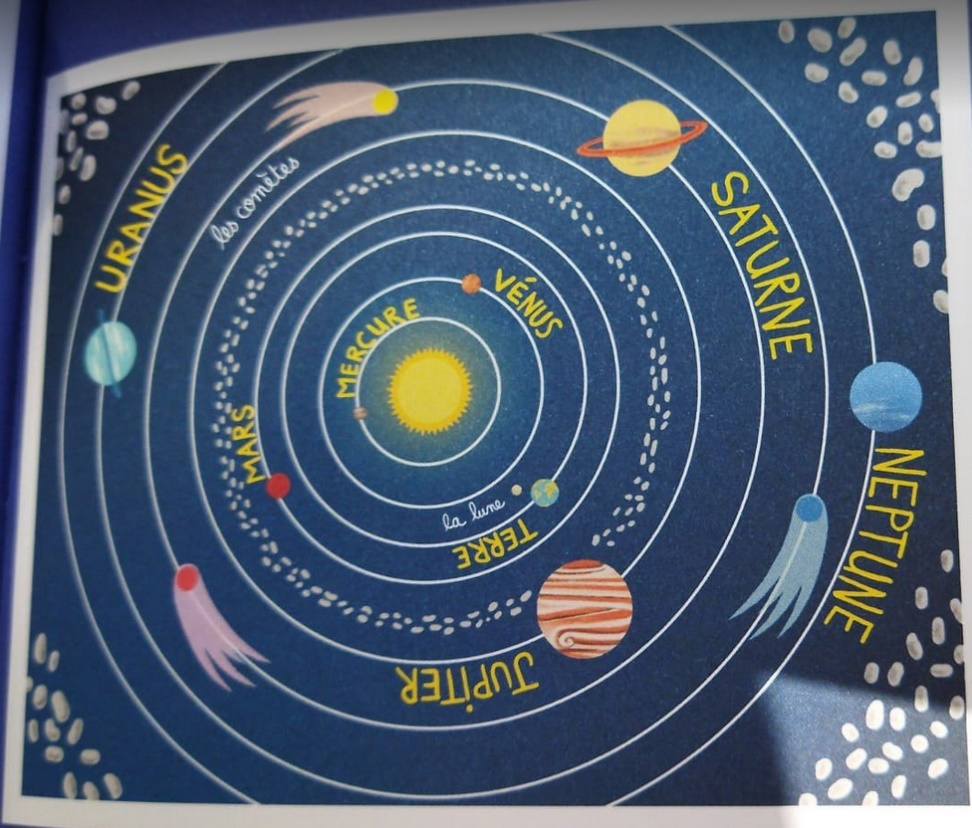 URANUS
les comètes
SATURNE
MERCURE
VÉNUS
MARS
la lune
TERRE
NEPTUNE
JUPİTER